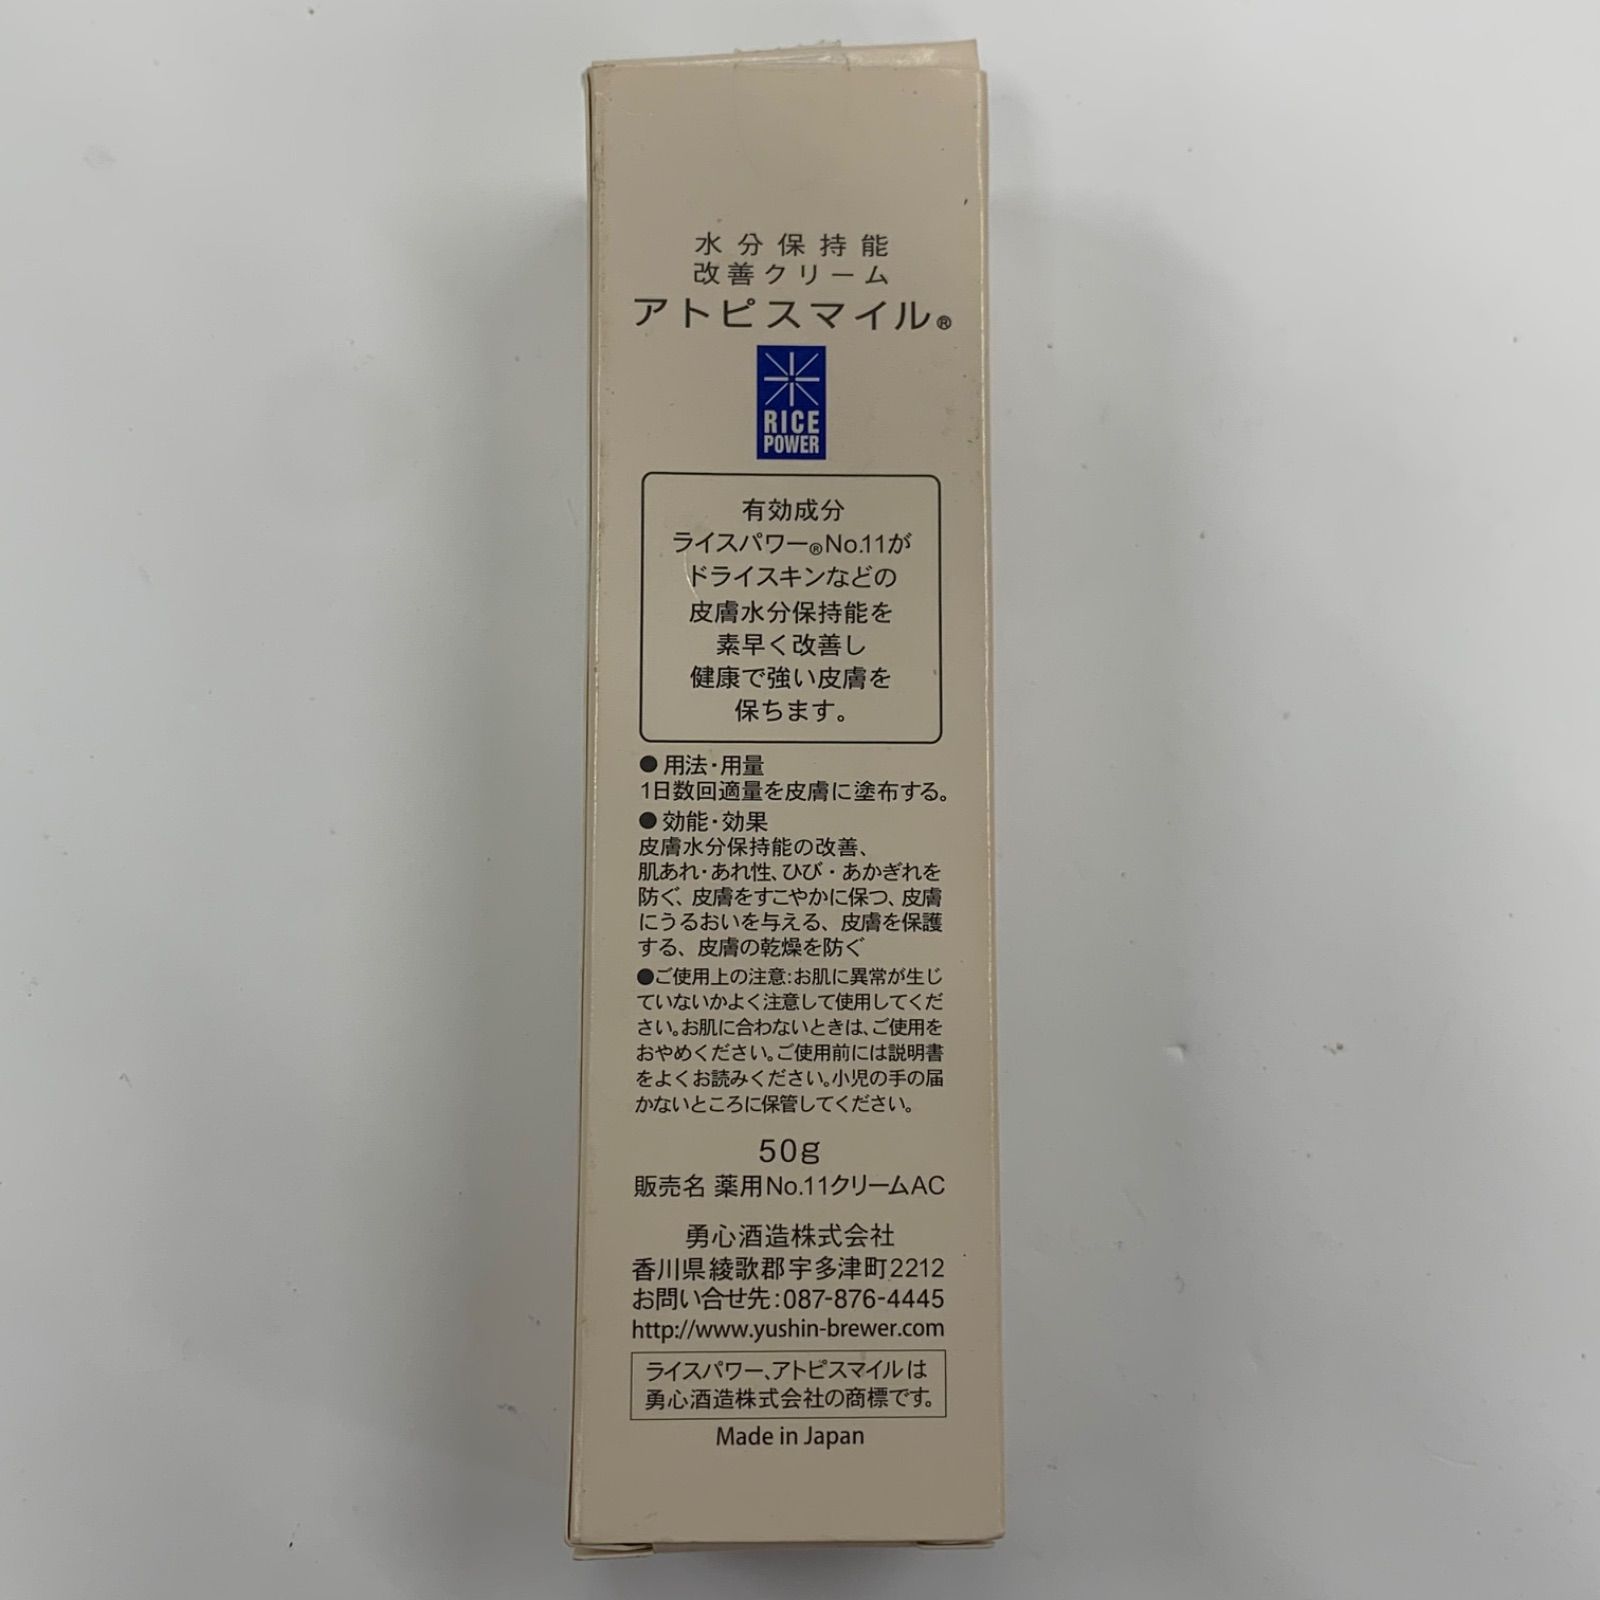 水分保持能
改善クリーム
アトピスマイル®
RICE
POWER
有効成分
ライスパワー®No.11が
ドライスキンなどの
皮膚水分保持能を
素早く改善し
健康で強い皮膚を
保ちます。
●用法・用量
1日数回適量を皮膚に塗布する。
●効能・効果
皮膚水分保持能の改善、
肌あれ・あれ性、ひび・あかぎれを
防ぐ、皮膚をすこやかに保つ、皮膚
にうるおいを与える、皮膚を保護
する、皮膚の乾燥を防ぐ
●ご使用上の注意:お肌に異常が生じ
ていないかよく注意して使用してくだ
さい。お肌に合わないときは、ご使用を
おやめください。ご使用前には説明書
をよくお読みください。小児の手の届
かないところに保管してください。
50g
販売名 薬用No.11クリームAC
勇心酒造株式会社
香川県綾歌郡宇多津町2212
お問い合せ先:087-876-4445
http://www.yushin-brewer.com
ライスパワー、アトピスマイルは
勇心酒造株式会社の商標です。
Made in Japan